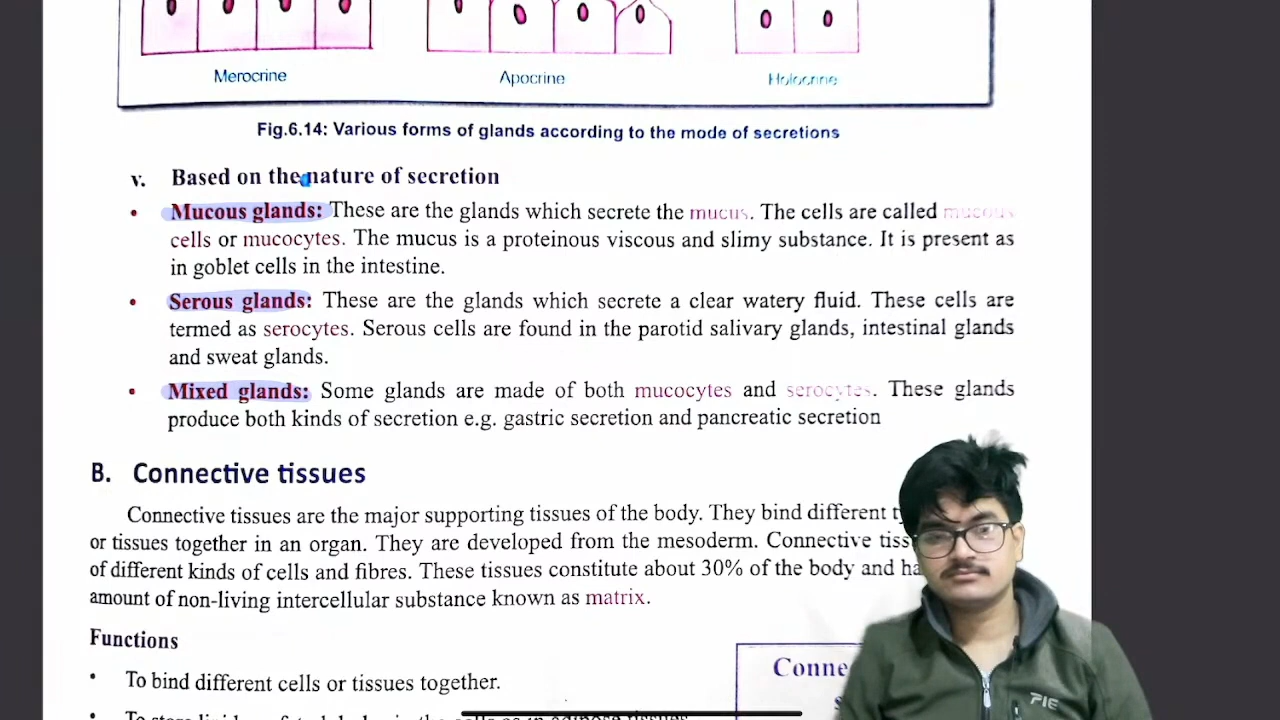 Merocrine
Apocrine
Holocrine
Fig.6.14: Various forms of glands according to the mode of secretions
v. Based on the nature of secretion
• Mucous glands: These are the glands which secrete the mucus. The cells are called mucous
cells or mucocytes. The mucus is a proteinous viscous and slimy substance. It is present as
in goblet cells in the intestine.
• Serous glands: These are the glands which secrete a clear watery fluid. These cells are
termed as serocytes. Serous cells are found in the parotid salivary glands, intestinal glands
and sweat glands.
• Mixed glands: Some glands are made of both mucocytes and serocytes. These glands
produce both kinds of secretion e.g. gastric secretion and pancreatic secretion
B. Connective tissues
Connective tissues are the major supporting tissues of the body. They bind different
or tissues together in an organ. They are developed from the mesoderm. Connective
of different kinds of cells and fibres. These tissues constitute about 30% of the body and
amount of non-living intercellular substance known as matrix.
Functions
• To bind different cells or tissues together.
Conne
PIE